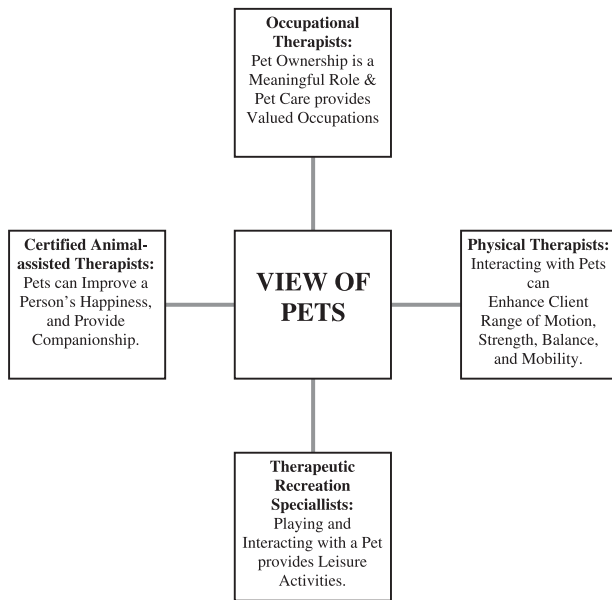 Occupational
Therapists:
Pet Ownership is a
Meaningful Role &
Pet Care provides
Valued Occupations
Certified Animal-
assisted Therapists:
Pets can Improve a
Person's Happiness,
and Provide
Companionship.
VIEW OF
PETS
Physical Therapists:
Interacting with Pets
can
Enhance Client
Range of Motion,
Strength, Balance,
and Mobility.
Therapeutic
Recreation
Speciallists:
Playing and
Interacting with a Pet
provides Leisure
Activities.